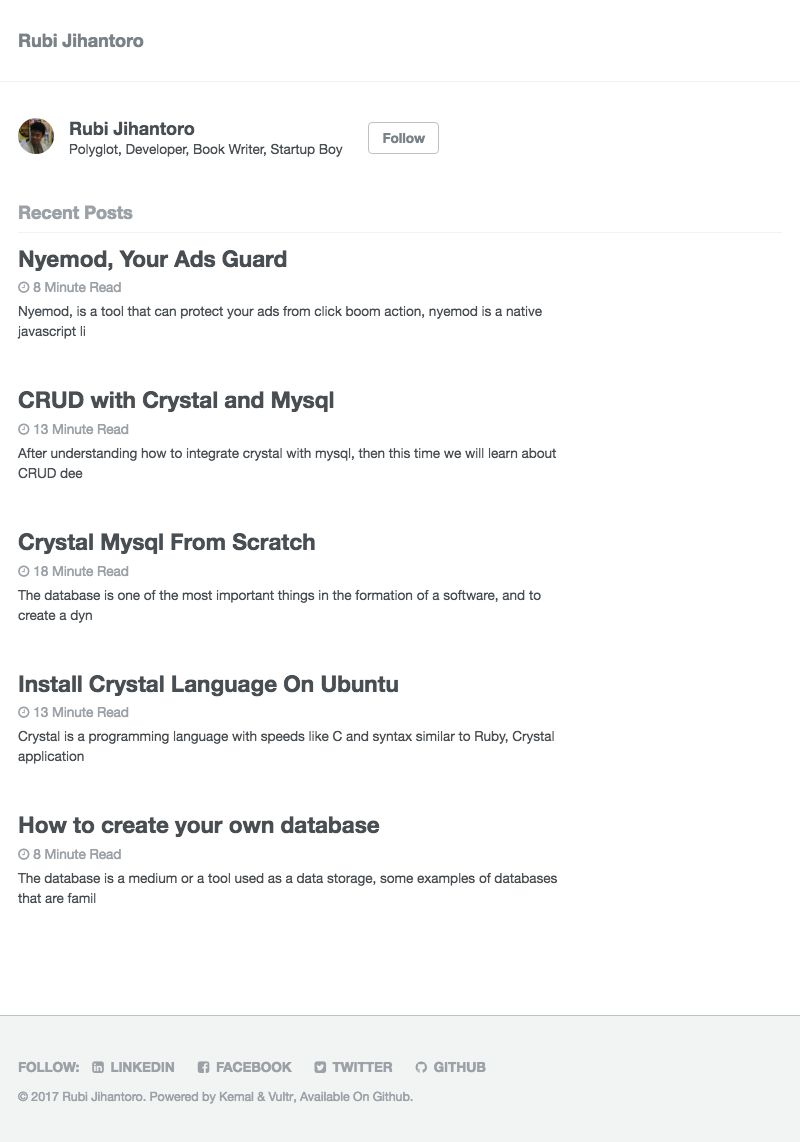 Rubi Jihantoro
Rubi Jihantoro
Polyglot, Developer, Book Writer, Startup Boy
Follow
Recent Posts
Nyemod, Your Ads Guard
8 Minute Read
Nyemod, is a tool that can protect your ads from click boom action, nyemod is a native
javascript li
CRUD with Crystal and Mysql
13 Minute Read
After understanding how to integrate crystal with mysql, then this time we will learn about
CRUD dee
Crystal Mysql From Scratch
18 Minute Read
The database is one of the most important things in the formation of a software, and to
create a dyn
Install Crystal Language On Ubuntu
13 Minute Read
Crystal is a programming language with speeds like C and syntax similar to Ruby, Crystal
application
How to create your own database
8 Minute Read
The database is a medium or a tool used as a data storage, some examples of databases
that are famil
FOLLOW: LINKEDIN FACEBOOK TWITTER GITHUB
© 2017 Rubi Jihantoro. Powered by Kemal & Vultr, Available On Github.